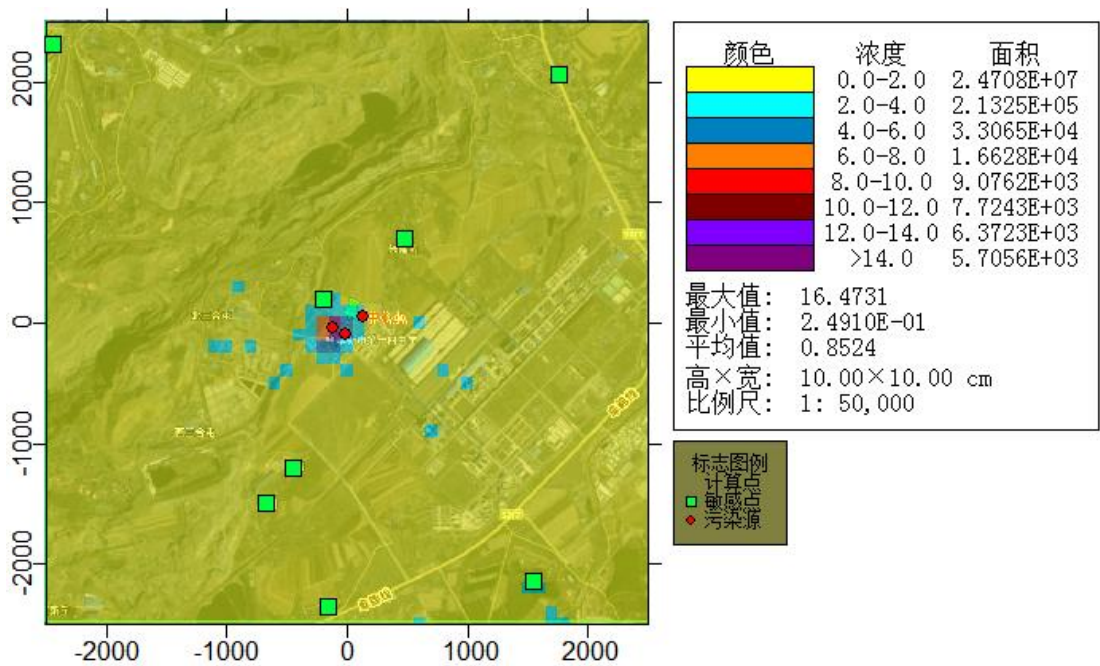 2000
1000
0
-1000
-2000
-2000
-1000
0
1000
2000
颜色 浓度 面积
0.0-2.0 2.4708E+07
2.0-4.0 2.1325E+05
4.0-6.0 3.3065E+04
6.0-8.0 1.6628E+04
8.0-10.0 9.0762E+03
10.0-12.0 7.7243E+03
12.0-14.0 6.3723E+03
>14.0 5.7056E+03
最大值: 16.4731
最小值: 2.4910E-01
平均值: 0.8524
高×宽: 10.00×10.00 cm
比例尺: 1: 50,000
标志图例
计算点
敏感点
污染源